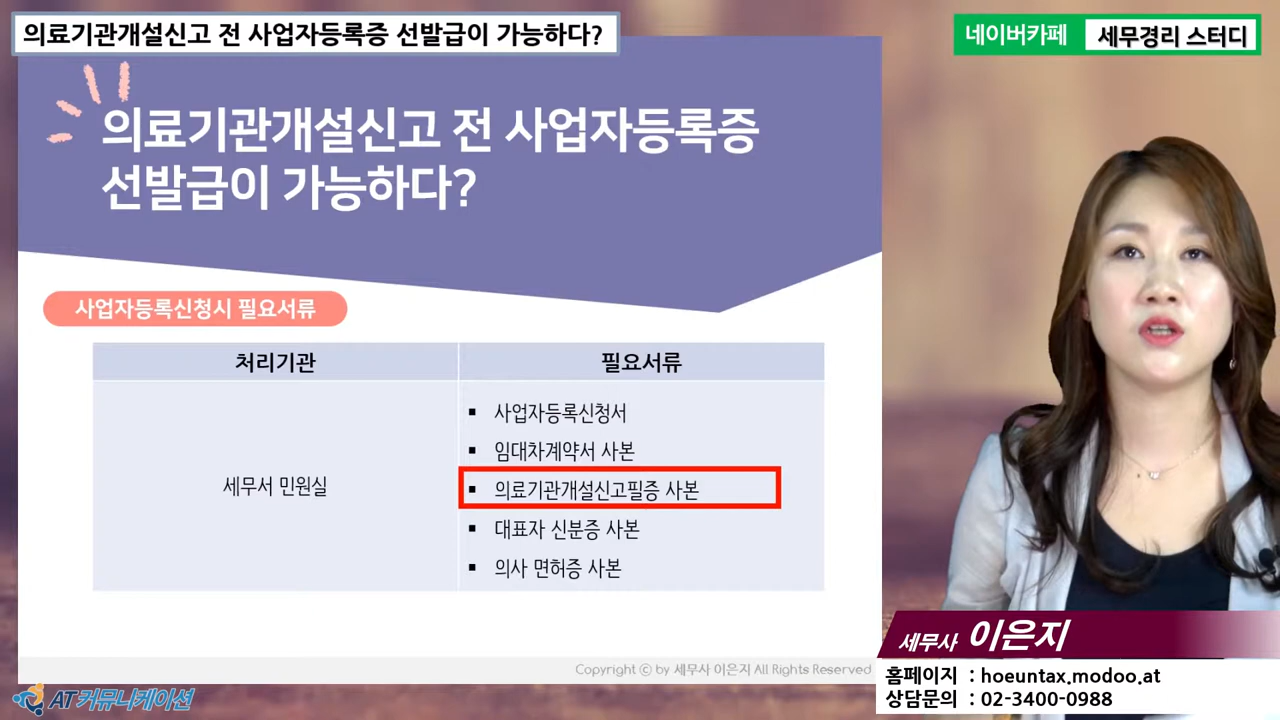 의료기관개설신고 전 사업자등록증 선발급이 가능하다?
네이버카페 세무경리 스터디
의료기관개설신고 전 사업자등록증
선발급이 가능하다?
사업자등록신청시 필요서류
처리기관 필요서류
사업자등록신청서
임대차계약서 사본
세무서 민원실
의료기관개설신고필증 사본
대표자 신분증 사본
의사 면허증 사본
Copyright ⓒ by 세무사 이은지 All Rights Reserved
세무사 이은지
홈페이지 : hoeuntax.modoo.at
상담문의 : 02-3400-0988
AT커뮤니케이션